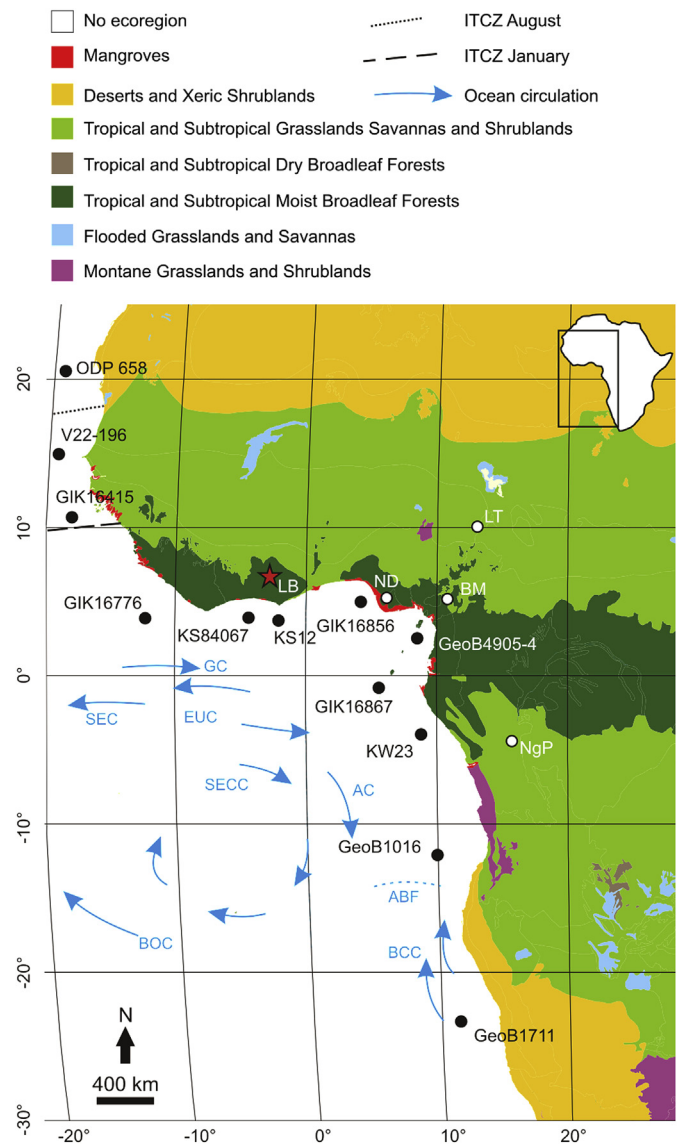 No ecoregion
ITCZ August
Mangroves
ITCZ January
Deserts and Xeric Shrublands
Ocean circulation
Tropical and Subtropical Grasslands Savannas and Shrublands
Tropical and Subtropical Dry Broadleaf Forests
Tropical and Subtropical Moist Broadleaf Forests
Flooded Grasslands and Savannas
Montane Grasslands and Shrublands
ODP 658
20°
V22-196
GIK16415
LT
10°
ND
BM
LB
GIK16776
KS84067
KS12
GIK16856
GeoB4905-4
GC
0°
SEC
EUC
GIK16867
KW23
NgP
SECC
AC
-10°
GeoB1016
ABF
BOC
BCC
-20°
N
GeoB1711
400 km
-30°
-20°
-10°
0°
10°
20°